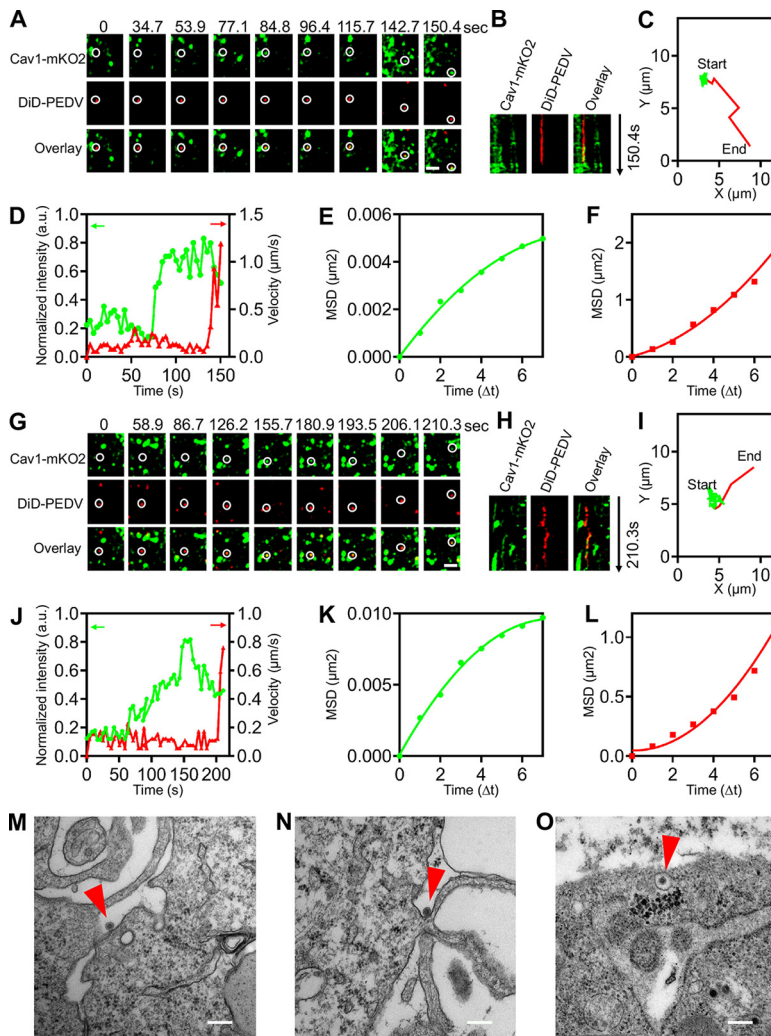 A
0 34.7 53.9 77.1 84.8 96.4 115.7 142.7 150.4 sec
Cav1-mKO2
DiD-PEDV
Overlay
B
Cav1-mKO2
DiD-PEDV
Overlay
150.4s
C
Y (µm)
15
10
5
0
Start
End
0 5 10
X (µm)
D
Normalized intensity (a.u.)
1.0
0.8
0.6
0.4
0.2
0.0
1.5
1.0
0.5
0.0
Velocity (µm/s)
0 50 100 150
Time (s)
E
MSD (µm2)
0.006
0.004
0.002
0.000
0 2 4 6
Time (Δt)
F
MSD (µm2)
2
1
0
0 2 4 6
Time (Δt)
G
0 58.9 86.7 126.2 155.7 180.9 193.5 206.1 210.3 sec
Cav1-mKO2
DiD-PEDV
Overlay
H
Cav1-mKO2
DiD-PEDV
Overlay
210.3s
I
Y (µm)
15
10
5
0
Start
End
0 5 10
X (µm)
J
Normalized intensity (a.u.)
1.0
0.8
0.6
0.4
0.2
0.0
1.0
0.8
0.6
0.4
0.2
0.0
Velocity (µm/s)
0 50 100 150 200
Time (s)
K
MSD (µm2)
0.010
0.005
0.000
0 2 4 6
Time (Δt)
L
MSD (µm2)
1.0
0.5
0.0
0 2 4 6
Time (Δt)
M
N
O